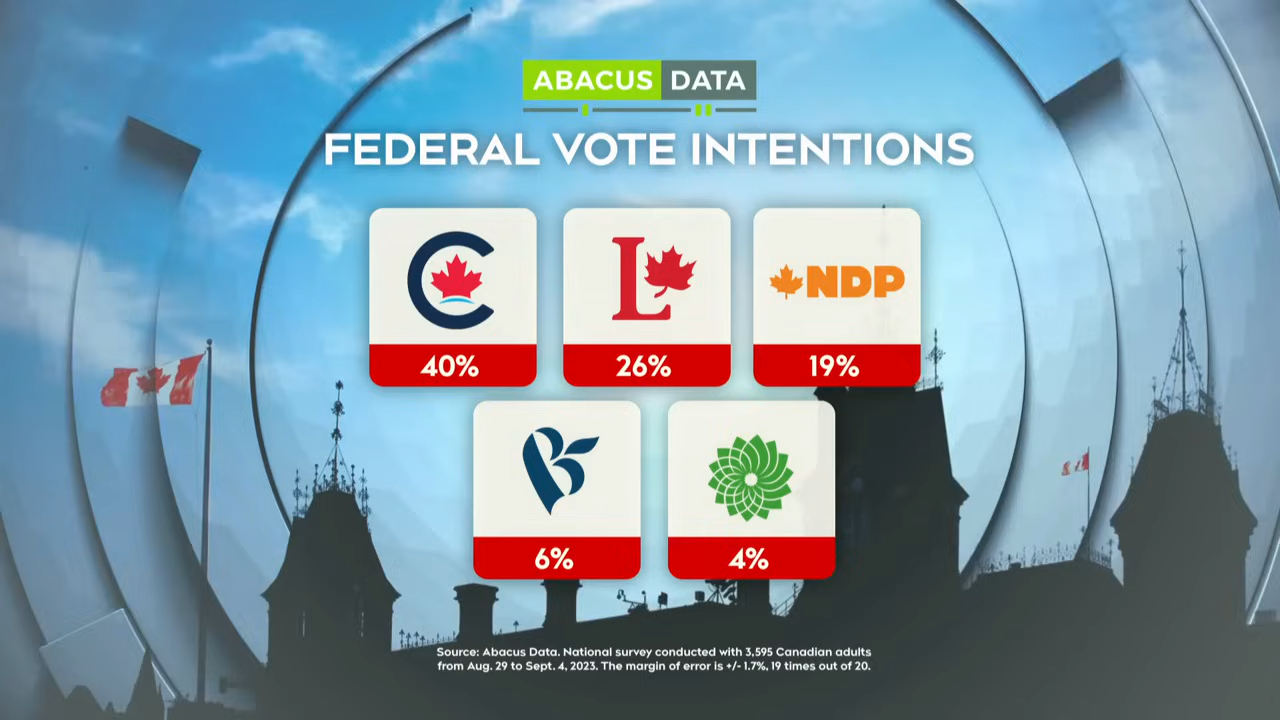 ABACUS DATA
FEDERAL VOTE INTENTIONS
L NDP
40% 26% 19%
6% 4%
Source: Abacus Data. National survey conducted with 3,595 Canadian adults
from Aug. 29 to Sept. 4, 2023. The margin of error is +/- 1.7%, 19 times out of 20.